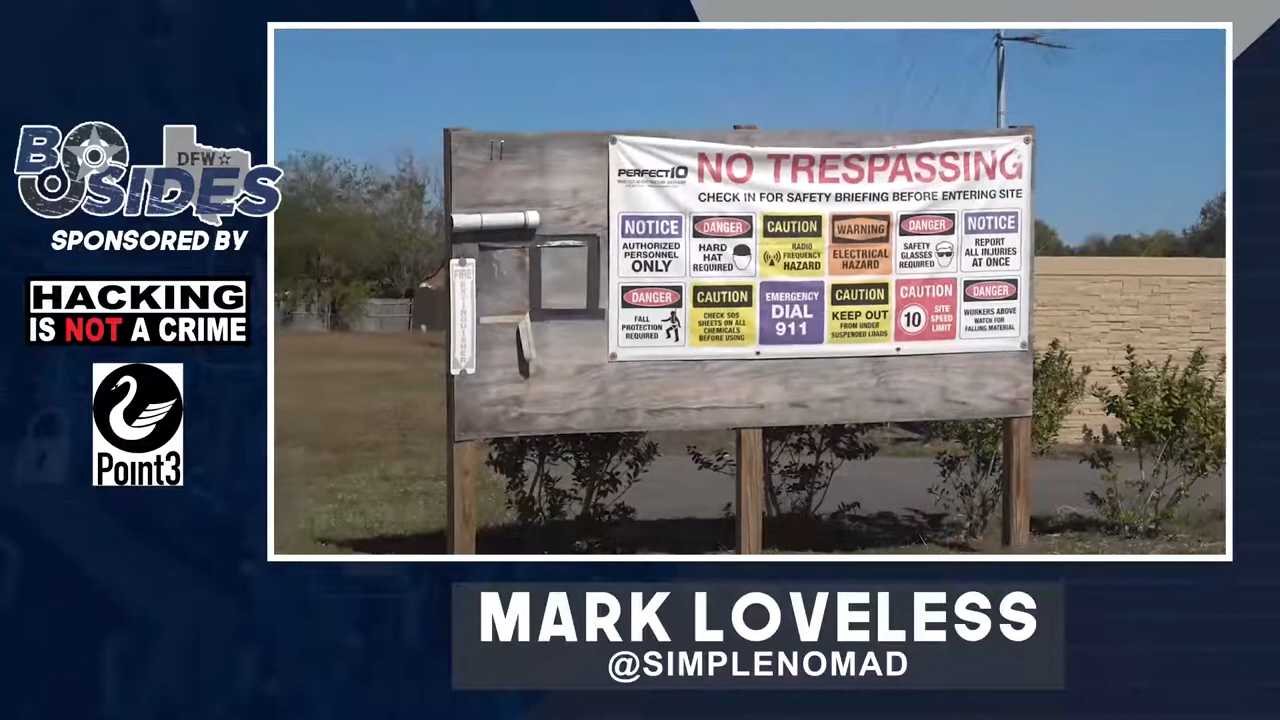 BSIDES
DFW
SPONSORED BY
HACKING
IS NOT A CRIME
Point3
PERFECT10
NO TRESPASSING
CHECK IN FOR SAFETY BRIEFING BEFORE ENTERING SITE
NOTICE
AUTHORIZED
PERSONNEL
ONLY
DANGER
HARD
HAT
REQUIRED
CAUTION
RADIO
FREQUENCY
HAZARD
WARNING
ELECTRICAL
HAZARD
DANGER
SAFETY
GLASSES
REQUIRED
NOTICE
REPORT
ALL INJURIES
AT ONCE
DANGER
FALL
PROTECTION
REQUIRED
CAUTION
CHECK SDS
SHEETS ON ALL
CHEMICALS
BEFORE USING
EMERGENCY
DIAL
911
CAUTION
KEEP OUT
FROM UNDER
SUSPENDED LOADS
CAUTION
10
SITE
SPEED
LIMIT
DANGER
WORKERS ABOVE
WATCH FOR
FALLING MATERIAL
FIRE
EXTINGUISHER
MARK LOVELESS
@SIMPLENOMAD